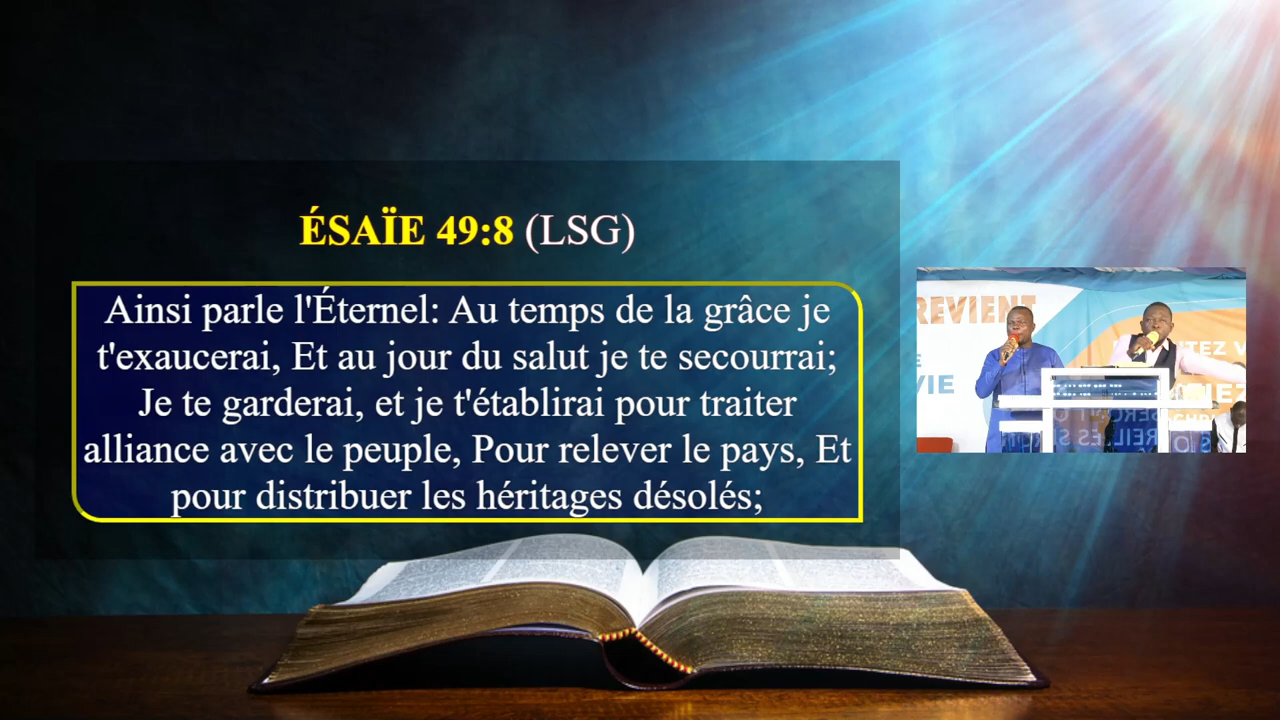 ÉSAÏE 49:8 (LSG)
Ainsi parle l'Éternel: Au temps de la grâce je
t'exaucerai, Et au jour du salut je te secourrai;
Je te garderai, et je t'établirai pour traiter
alliance avec le peuple, Pour relever le pays, Et
pour distribuer les héritages désolés;
REVIENT
VIE